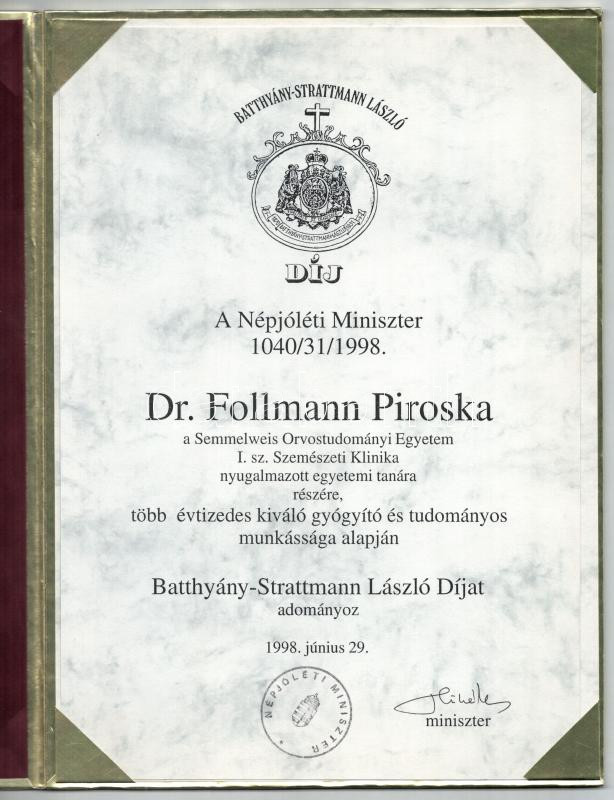 BATTHYÁNY-STRATTMANN LÁSZLÓ
DÍJ
A Népjóléti Miniszter
1040/31/1998.
Dr. Follmann Piroska
a Semmelweis Orvostudományi Egyetem
I. sz. Szemészeti Klinika
nyugalmazott egyetemi tanára
részére,
több évtizedes kiváló gyógyító és tudományos
munkássága alapján
Batthyány-Strattmann László Díjat
adományoz
1998. június 29.
NÉPJÓLÉTI MINISZTER
miniszter